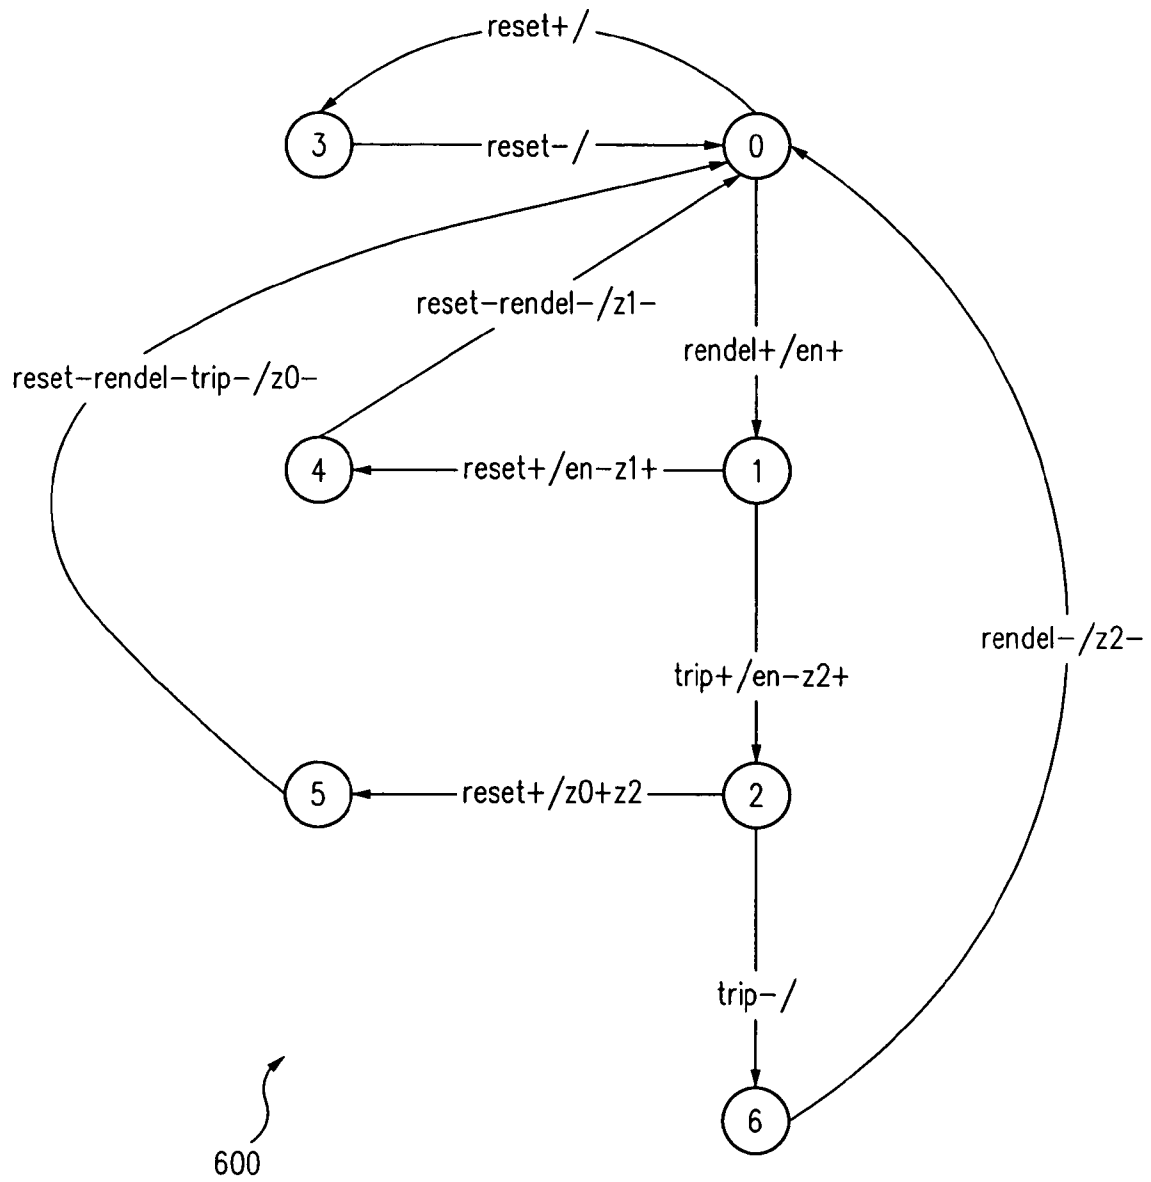 reset+/
3
reset-/
0
reset-rendel-/z1-
rendel+/en+
reset-rendel-trip-/z0-
4
reset+/en-z1+
1
rendel-/z2-
trip+/en-z2+
5
reset+/z0+z2
2
trip-/
6
600